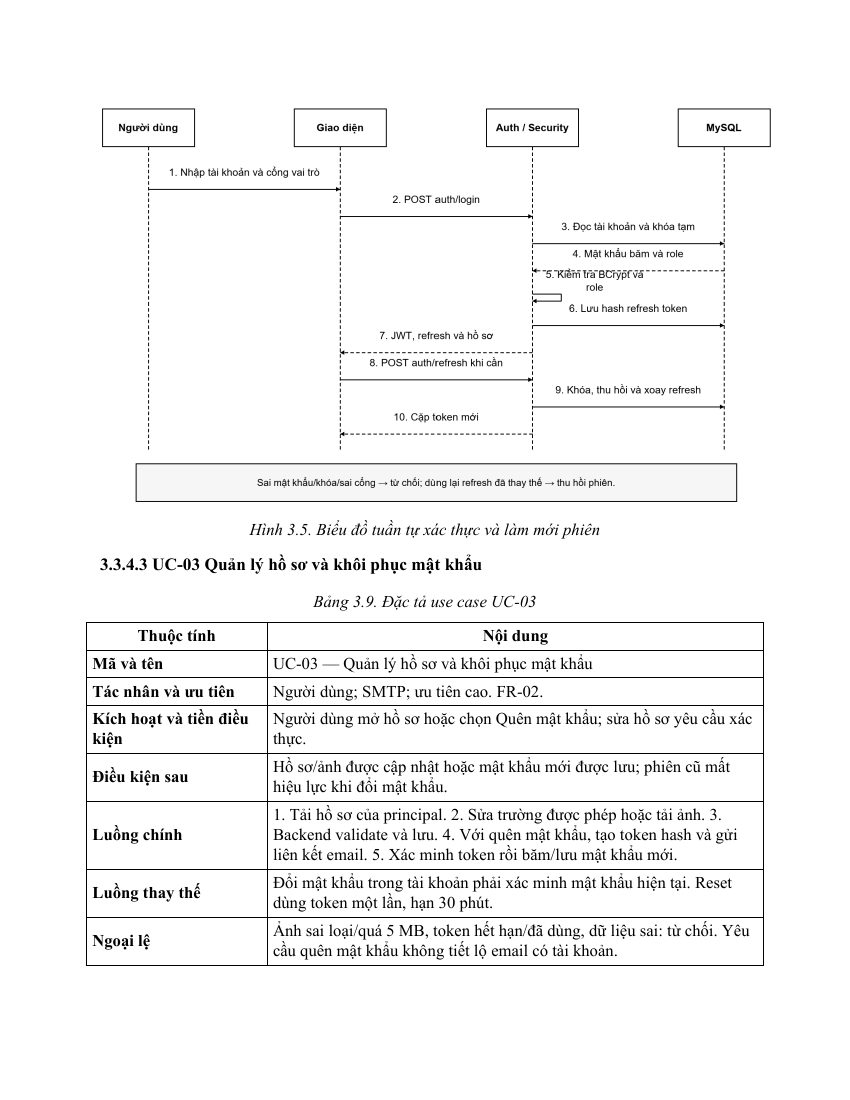 Người dùng
Giao diện
Auth / Security
MySQL
1. Nhập tài khoản và cổng vai trò
2. POST auth/login
3. Đọc tài khoản và khóa tạm
4. Mật khẩu băm và role
5. Kiểm tra BCrypt và
role
6. Lưu hash refresh token
7. JWT, refresh và hồ sơ
8. POST auth/refresh khi cần
9. Khóa, thu hồi và xoay refresh
10. Cặp token mới
Sai mật khẩu/khóa/sai cổng → từ chối; dùng lại refresh đã thay thế → thu hồi phiên.
Hình 3.5. Biểu đồ tuần tự xác thực và làm mới phiên
3.3.4.3 UC-03 Quản lý hồ sơ và khôi phục mật khẩu
Bảng 3.9. Đặc tả use case UC-03
Thuộc tính
Nội dung
Mã và tên
UC-03 — Quản lý hồ sơ và khôi phục mật khẩu
Tác nhân và ưu tiên
Người dùng; SMTP; ưu tiên cao. FR-02.
Kích hoạt và tiền điều
kiện
Người dùng mở hồ sơ hoặc chọn Quên mật khẩu; sửa hồ sơ yêu cầu xác
thực.
Điều kiện sau
Hồ sơ/ảnh được cập nhật hoặc mật khẩu mới được lưu; phiên cũ mất
hiệu lực khi đổi mật khẩu.
Luồng chính
1. Tải hồ sơ của principal. 2. Sửa trường được phép hoặc tải ảnh. 3.
Backend validate và lưu. 4. Với quên mật khẩu, tạo token hash và gửi
liên kết email. 5. Xác minh token rồi băm/lưu mật khẩu mới.
Luồng thay thế
Đổi mật khẩu trong tài khoản phải xác minh mật khẩu hiện tại. Reset
dùng token một lần, hạn 30 phút.
Ngoại lệ
Ảnh sai loại/quá 5 MB, token hết hạn/đã dùng, dữ liệu sai: từ chối. Yêu
cầu quên mật khẩu không tiết lộ email có tài khoản.